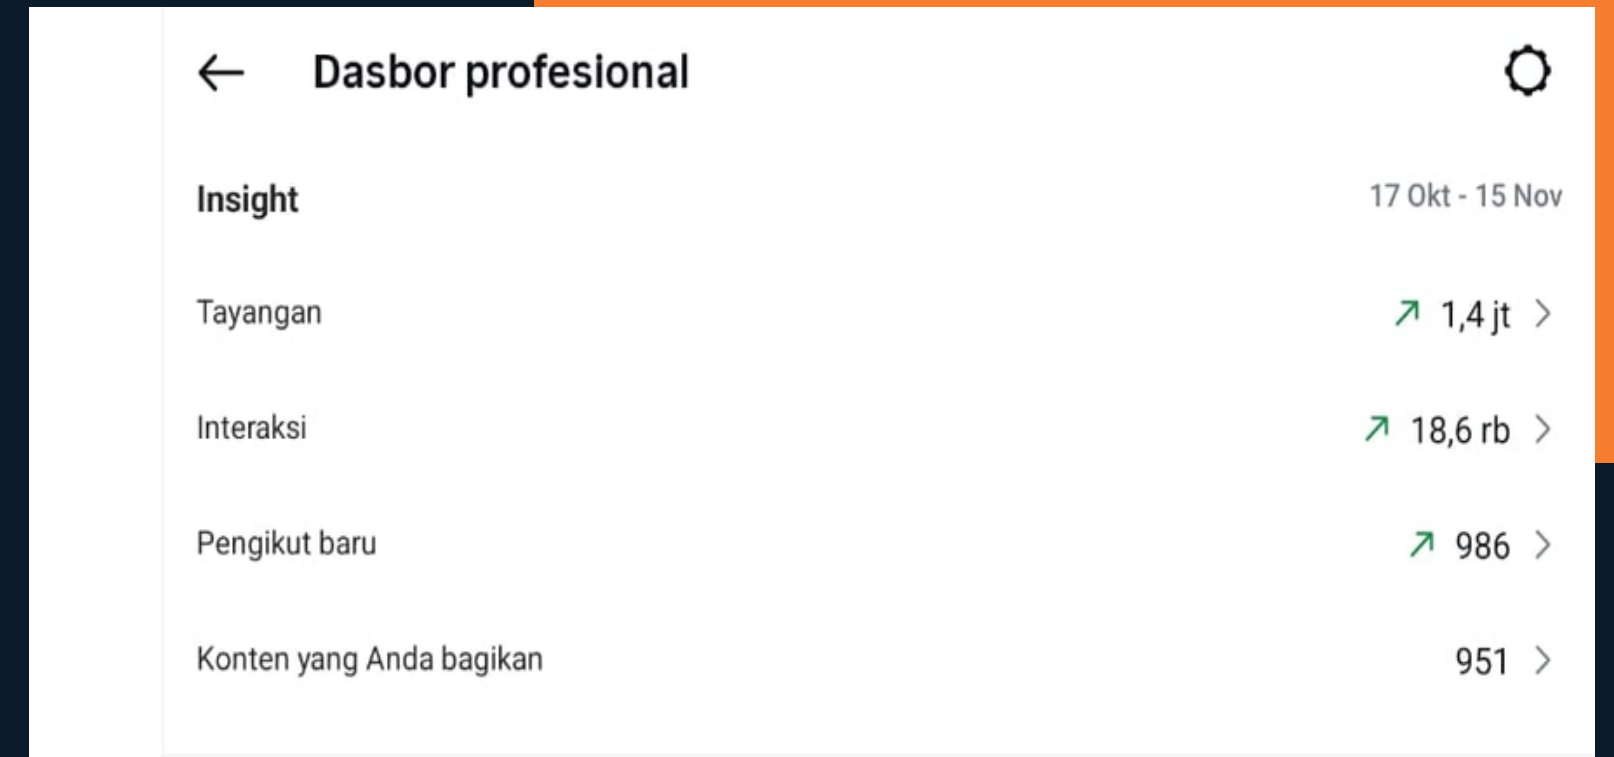 Dasbor profesional
Insight 17 Okt - 15 Nov
Tayangan 1,4 jt
Interaksi 18,6 rb
Pengikut baru 986
Konten yang Anda bagikan 951